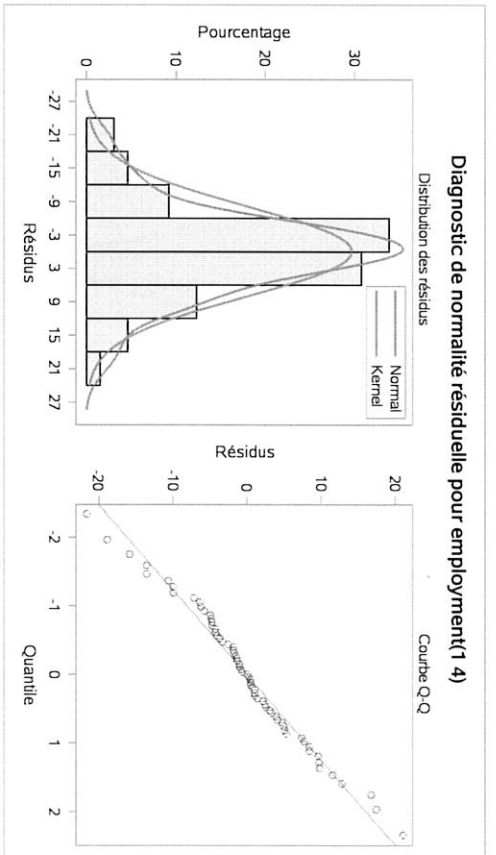 Diagnostic de normalité résiduelle pour employment(1 4)
Distribution des résidus
Pourcentage
30
20
10
0
Normal
Kernel
-27 -21 -15 -9 -3 3 9 15 21 27
Résidus
Courbe Q-Q
Résidus
20
10
0
-10
-20
-2 -1 0 1 2
Quantile